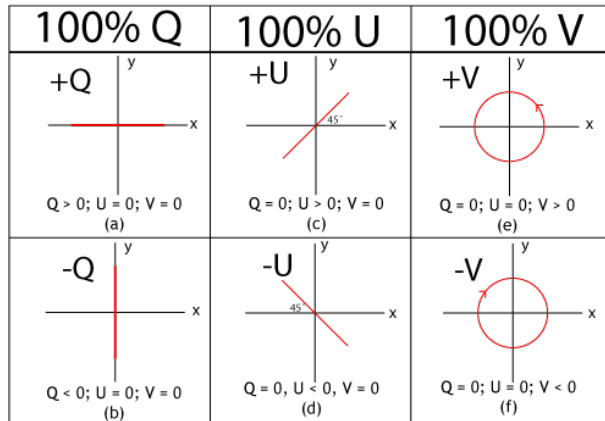 100% Q
100% U
100% V
+Q
y
x
Q > 0; U = 0; V = 0
(a)
+U
y
45°
x
Q = 0; U > 0; V = 0
(c)
+V
y
x
Q = 0; U = 0; V > 0
(e)
-Q
y
x
Q < 0; U = 0; V = 0
(b)
-U
y
45°
x
Q = 0, U < 0, V = 0
(d)
-V
y
x
Q = 0; U = 0; V < 0
(f)